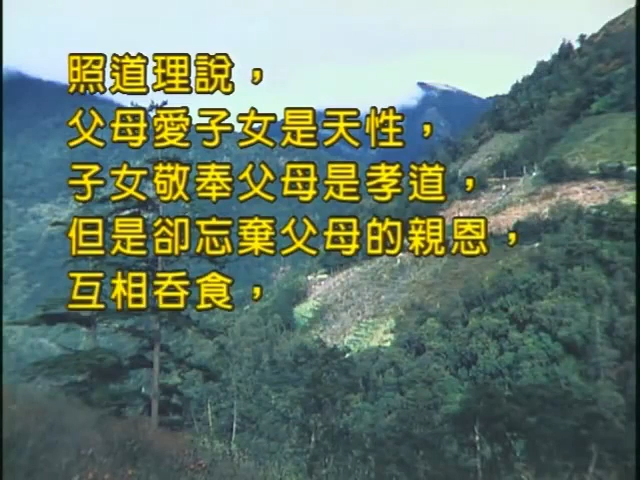 照道理說，
父母愛子女是天性，
子女敬奉父母是孝道，
但是卻忘棄父母的親恩，
互相吞食，